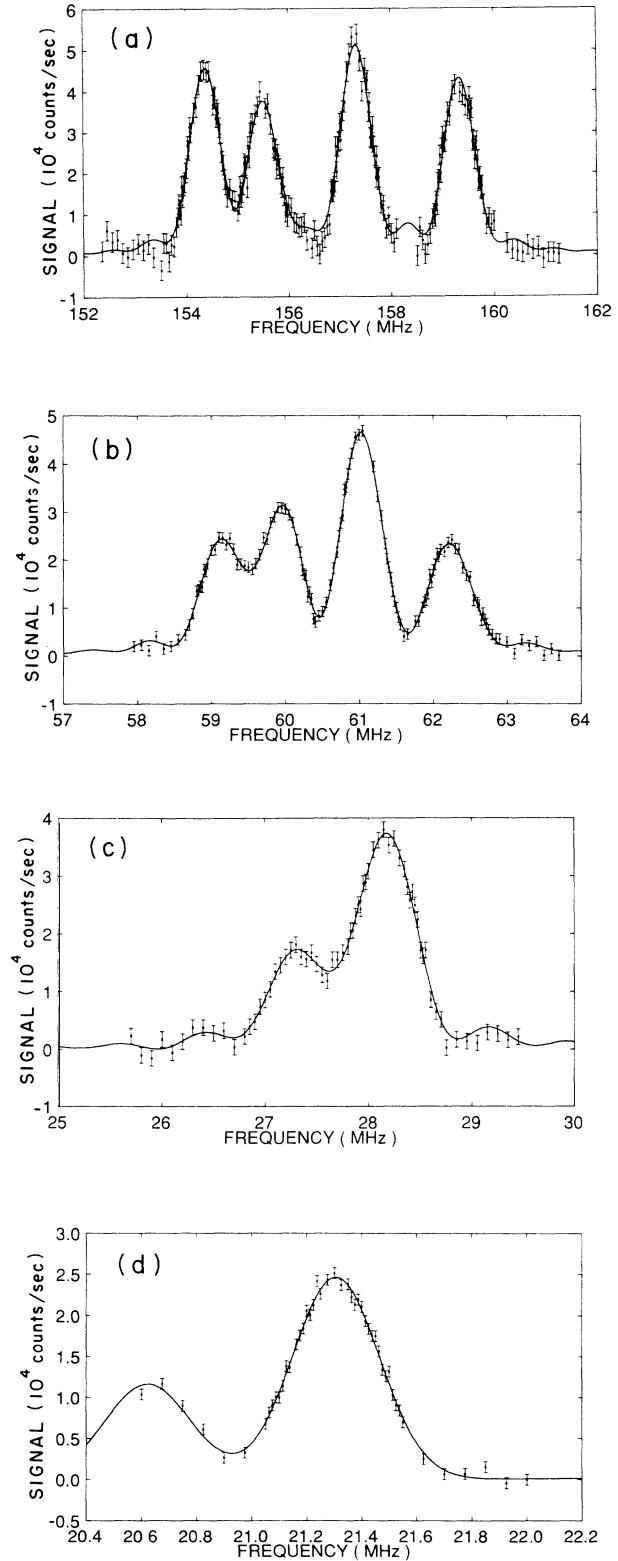 (a)
SIGNAL (10⁴ counts/sec)
6
5
4
3
2
1
0
-1
152 154 156 158 160 162
FREQUENCY ( MHz )
(b)
SIGNAL (10⁴ counts/sec)
5
4
3
2
1
0
-1
57 58 59 60 61 62 63 64
FREQUENCY ( MHz )
(c)
SIGNAL (10⁴ counts/sec)
4
3
2
1
0
-1
25 26 27 28 29 30
FREQUENCY ( MHz )
(d)
SIGNAL (10⁴ counts/sec)
3.0
2.5
2.0
1.5
1.0
0.5
0.0
-0.5
20.4 20 6 20.8 21.0 21.2 21.4 21.6 21.8 22.0 22.2
FREQUENCY ( MHz )